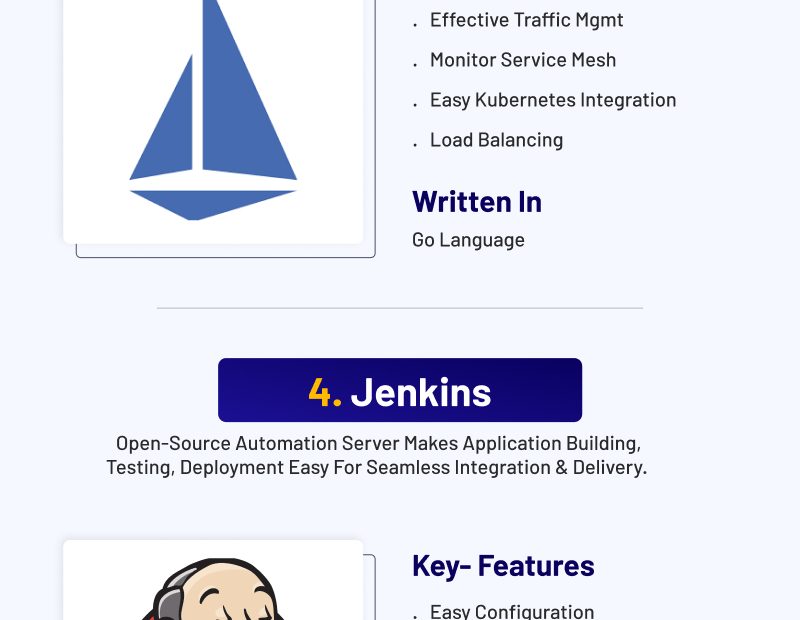 . Effective Traffic Mgmt
. Monitor Service Mesh
. Easy Kubernetes Integration
. Load Balancing
Written In
Go Language
4. Jenkins
Open-Source Automation Server Makes Application Building,
Testing, Deployment Easy For Seamless Integration & Delivery.
Key- Features
. Easy Configuration